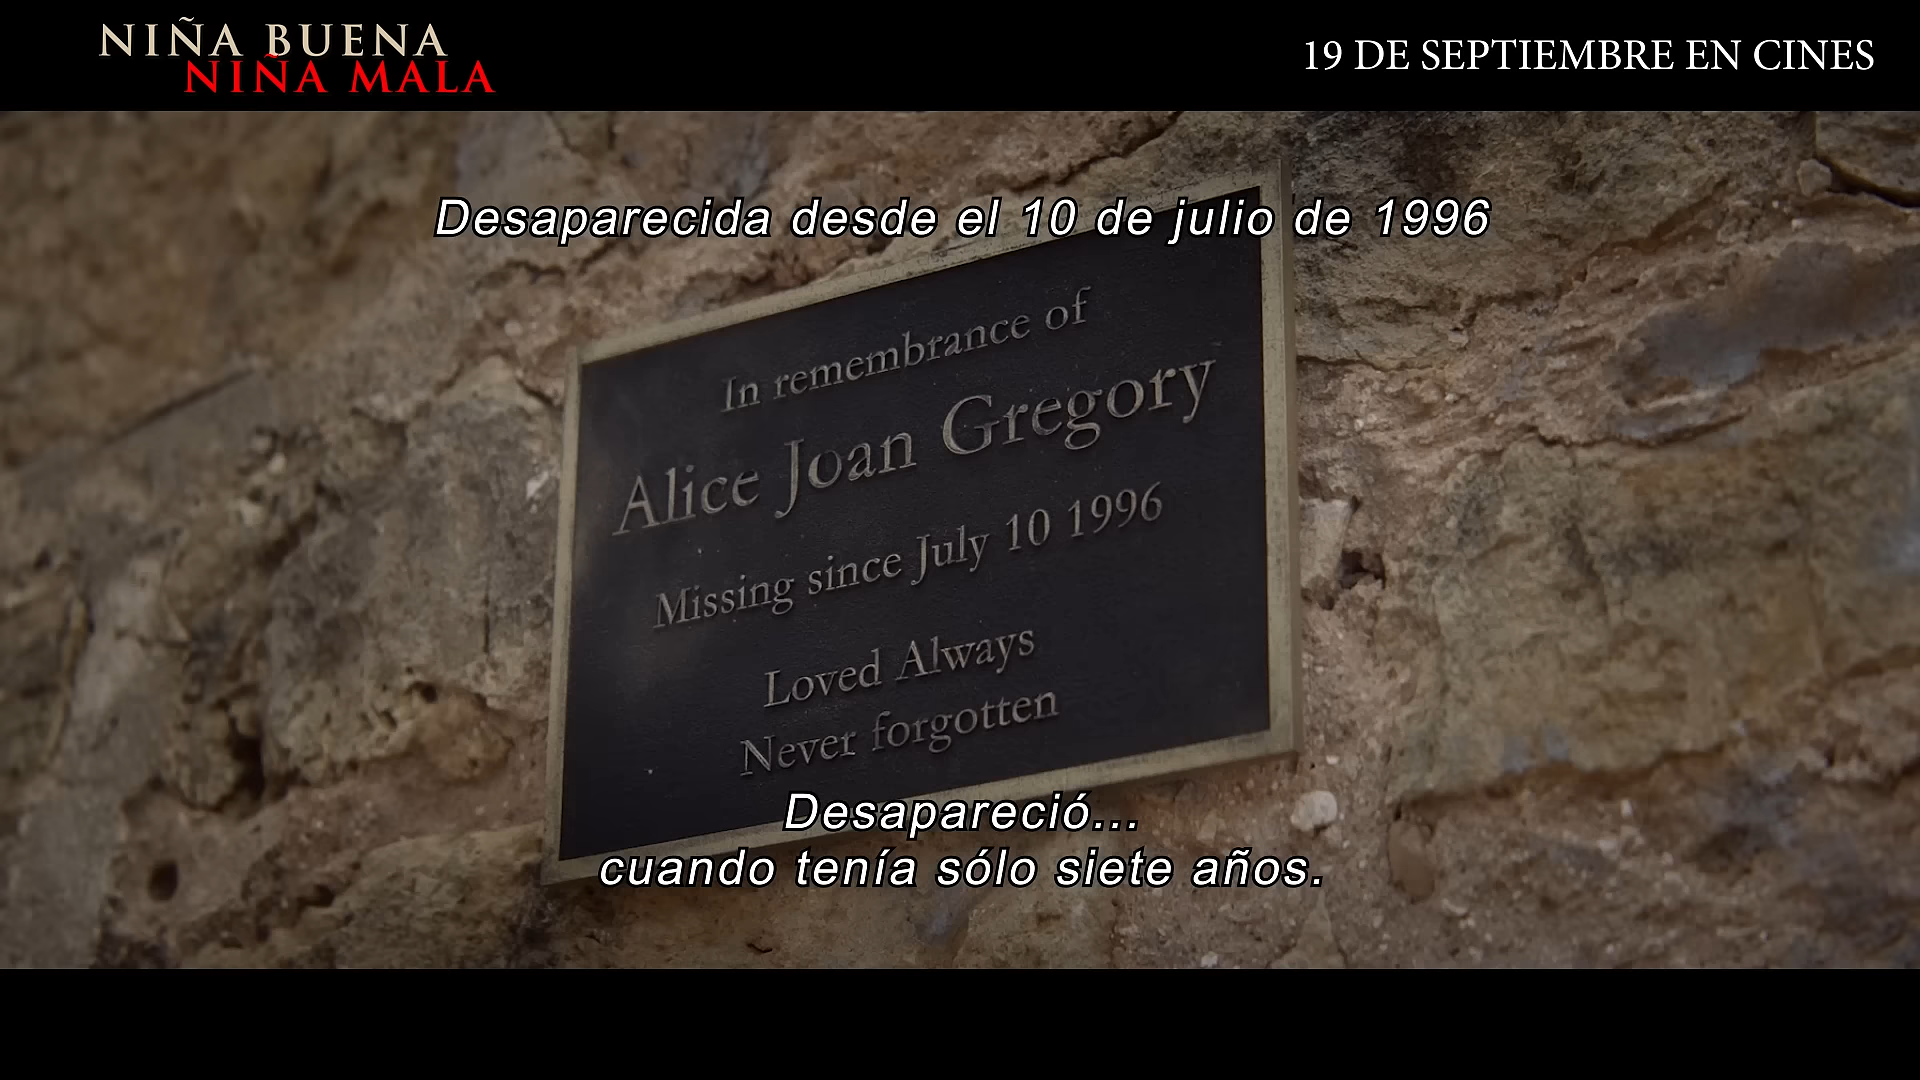 NIÑA BUENA
NIÑA MALA
19 DE SEPTIEMBRE EN CINES
Desaparecida desde el 10 de julio de 1996
In remembrance of
Alice Joan Gregory
Missing since July 10 1996
Loved Always
Never forgotten
Desapareció...
cuando tenía sólo siete años.